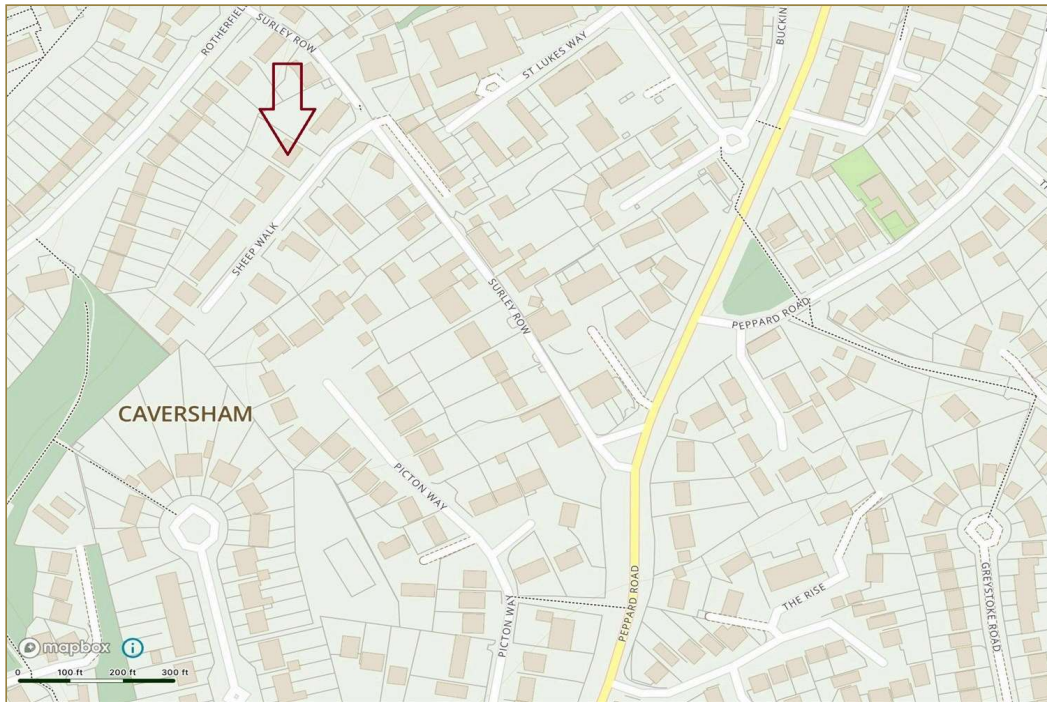 ROTHERFIEL
SURLEY ROW
BUCKIN
ST LUKES WAY
SHEEP WALK
SURLEY ROW
PEPPARD ROAD
CAVERSHAM
PICTON WAY
PEPPARD ROAD
THE RISE
GREYSTOKE ROAD
PICTON WAY
mapbox i
0 100 ft 200 ft 300 ft